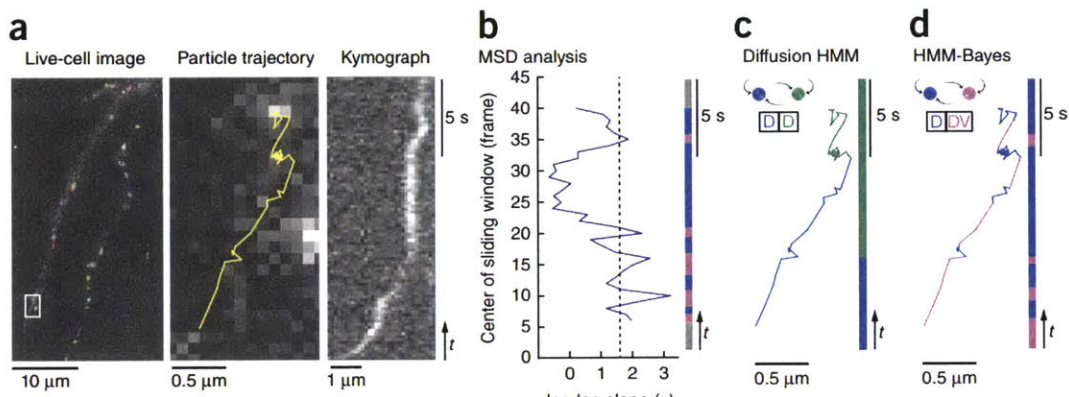 a
Live-cell image
Particle trajectory
Kymograph
5 s
t
10 μm
0.5 μm
1 μm
b
MSD analysis
Center of sliding window (frame)
45
40
35
30
25
20
15
10
5
0
0 1 2 3
5 s
t
c
Diffusion HMM
D D
0.5 μm
d
HMM-Bayes
D DV
5 s
t
0.5 μm